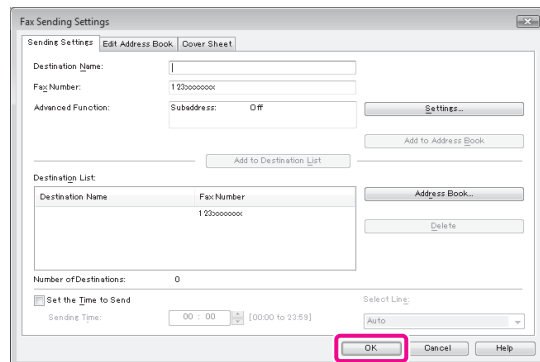 Fax Sending Settings
Sending Settings Edit Address Book Cover Sheet
Destination Name:
Fax Number: 123xxxxxxx
Advanced Function: Subaddress: Off Settings...
Add to Address Book
Add to Destination List
Destination List:
Destination Name Fax Number Address Book...
123xxxxxxx
Delete
Number of Destinations: 0
Set the Time to Send Select Line:
Sending Time: 00 : 00 [00:00 to 23:59] Auto
OK Cancel Help